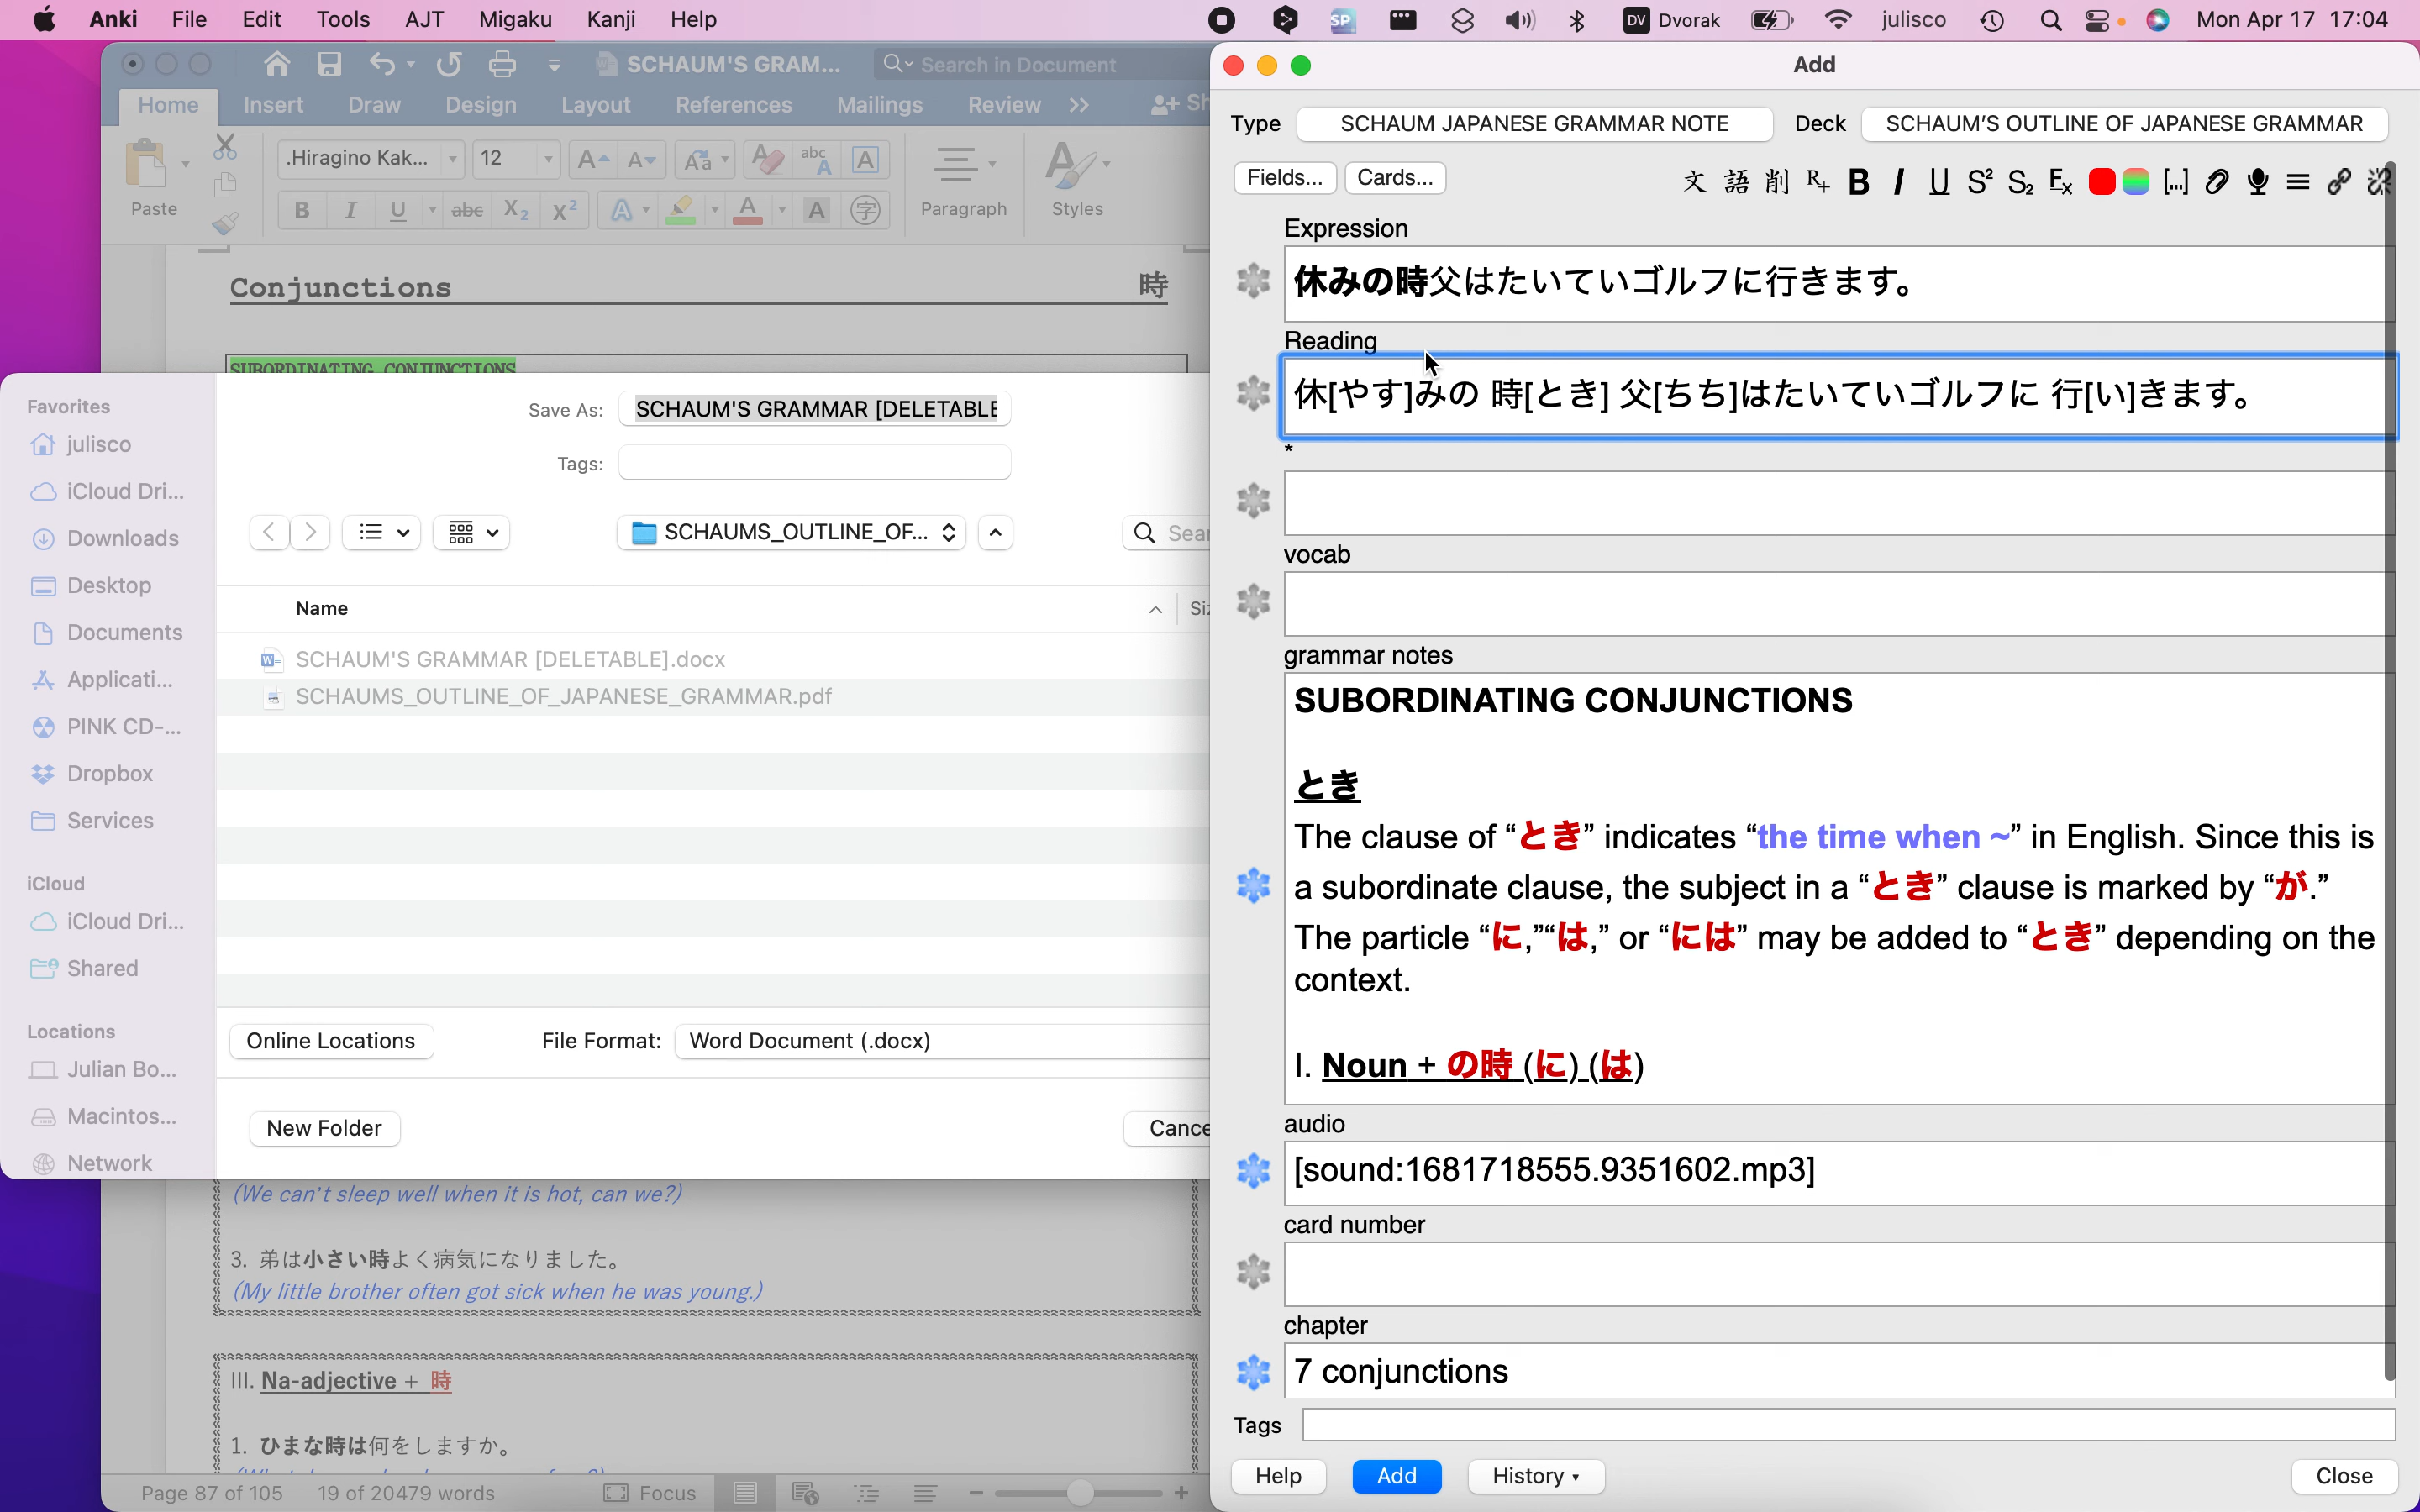 Anki File Edit Tools AJT Migaku Kanji Help
SP DV Dvorak julisco Mon Apr 17 17:04
SCHAUM'S GRAM... Search in Document
Home Insert Draw Design Layout References Mailings Review >> Sh
.Hiragino Kak... 12
Paste Paragraph Styles
Conjunctions 時
SUBORDINATING CONJUNCTIONS
Favorites
julisco
iCloud Dri...
Downloads
Desktop
Documents
Applicati...
PINK CD-...
Dropbox
Services
iCloud
iCloud Dri...
Shared
Locations
Julian Bo...
Macintos...
Network
Save As: SCHAUM'S GRAMMAR [DELETABLE
Tags:
SCHAUMS_OUTLINE_OF... Sear
Name Siz
SCHAUM'S GRAMMAR [DELETABLE].docx
SCHAUMS_OUTLINE_OF_JAPANESE_GRAMMAR.pdf
Online Locations File Format: Word Document (.docx)
New Folder Cance
(We can't sleep well when it is hot, can we?)
3. 弟は小さい時よく病気になりました。
(My little brother often got sick when he was young.)
III. Na-adjective + 時
1. ひまな時は何をしますか。
Page 87 of 105 19 of 20479 words Focus
Add
Type SCHAUM JAPANESE GRAMMAR NOTE Deck SCHAUM'S OUTLINE OF JAPANESE GRAMMAR
Fields... Cards... 文 語 削 R+ B I U S² S₂ Fx [...]
Expression
休みの時父はたいていゴルフに行きます。
Reading
休[やす]みの 時[とき] 父[ちち]はたいていゴルフに 行[い]きます。
*
vocab
grammar notes
SUBORDINATING CONJUNCTIONS
とき
The clause of “とき” indicates “the time when ~” in English. Since this is
a subordinate clause, the subject in a “とき” clause is marked by “が.”
The particle “に,”“は,” or “には” may be added to “とき” depending on the
context.
I. Noun + の時 (に) (は)
audio
[sound:1681718555.9351602.mp3]
card number
chapter
7 conjunctions
Tags
Help Add History Close